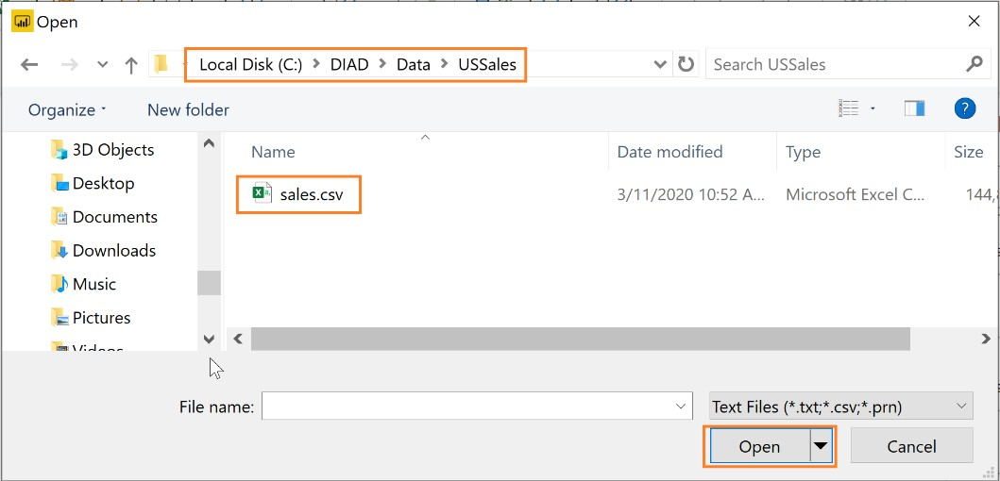 Open
Local Disk (C:) > DIAD > Data > USSales
Search USSales
Organize
New folder
?
3D Objects
Desktop
Documents
Downloads
Music
Pictures
Videos
Name
Date modified
Type
Size
sales.csv
3/11/2020 10:52 A...
Microsoft Excel C...
144,
File name:
Text Files (*.txt;*.csv;*.prn)
Open
Cancel